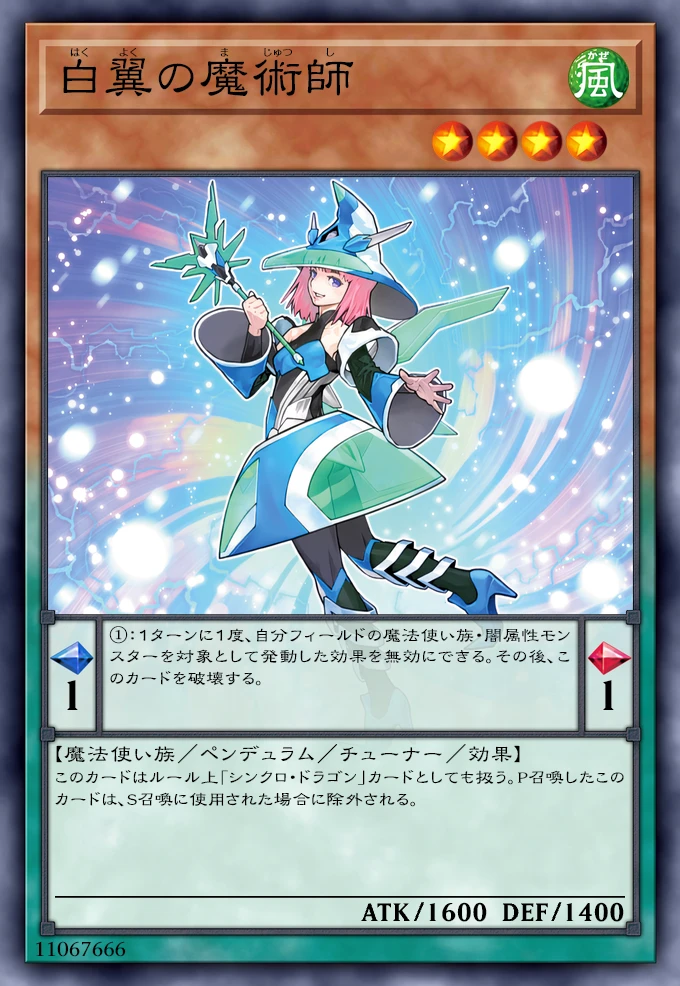 はくよくのまじゅつし
白翼の魔術師
かぜ
風
①:1ターンに1度、自分フィールドの魔法使い族・闇属性モン
スターを対象として発動した効果を無効にできる。その後、こ
のカードを破壊する。
1
1
【魔法使い族/ペンデュラム/チューナー/効果】
このカードはルール上「シンクロ・ドラゴン」カードとしても扱う。P召喚したこの
カードは、S召喚に使用された場合に除外される。
ATK/1600 DEF/1400
11067666